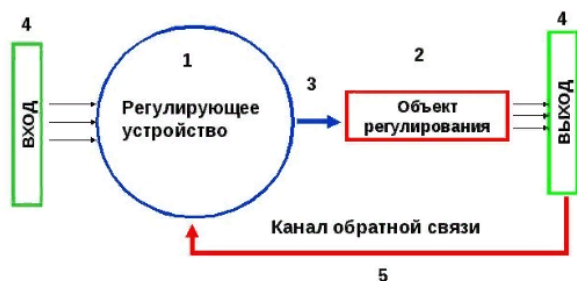 4
1
2
4
3
ВХОД
Регулирующее
устройство
Объект
регулирования
ВЫХОД
Канал обратной связи
5